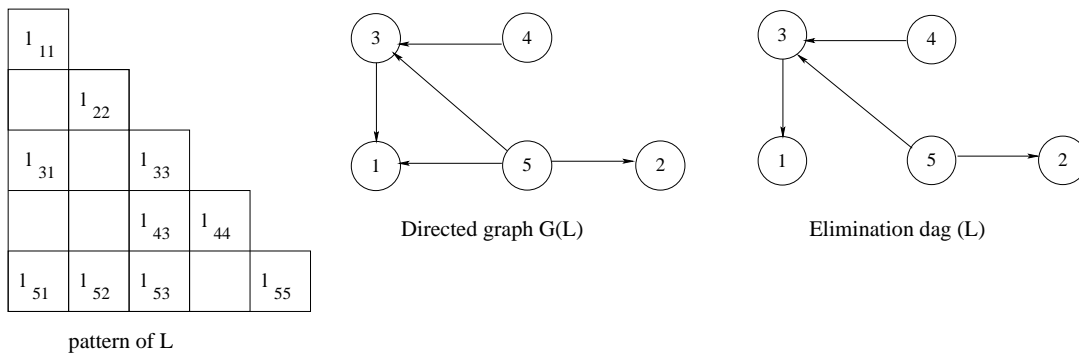 l 11
l 22
l 31 l 33
l 43 l 44
l 51 l 52 l 53 l 55
pattern of L
3 4
1 5 2
Directed graph G(L)
3 4
1 5 2
Elimination dag (L)